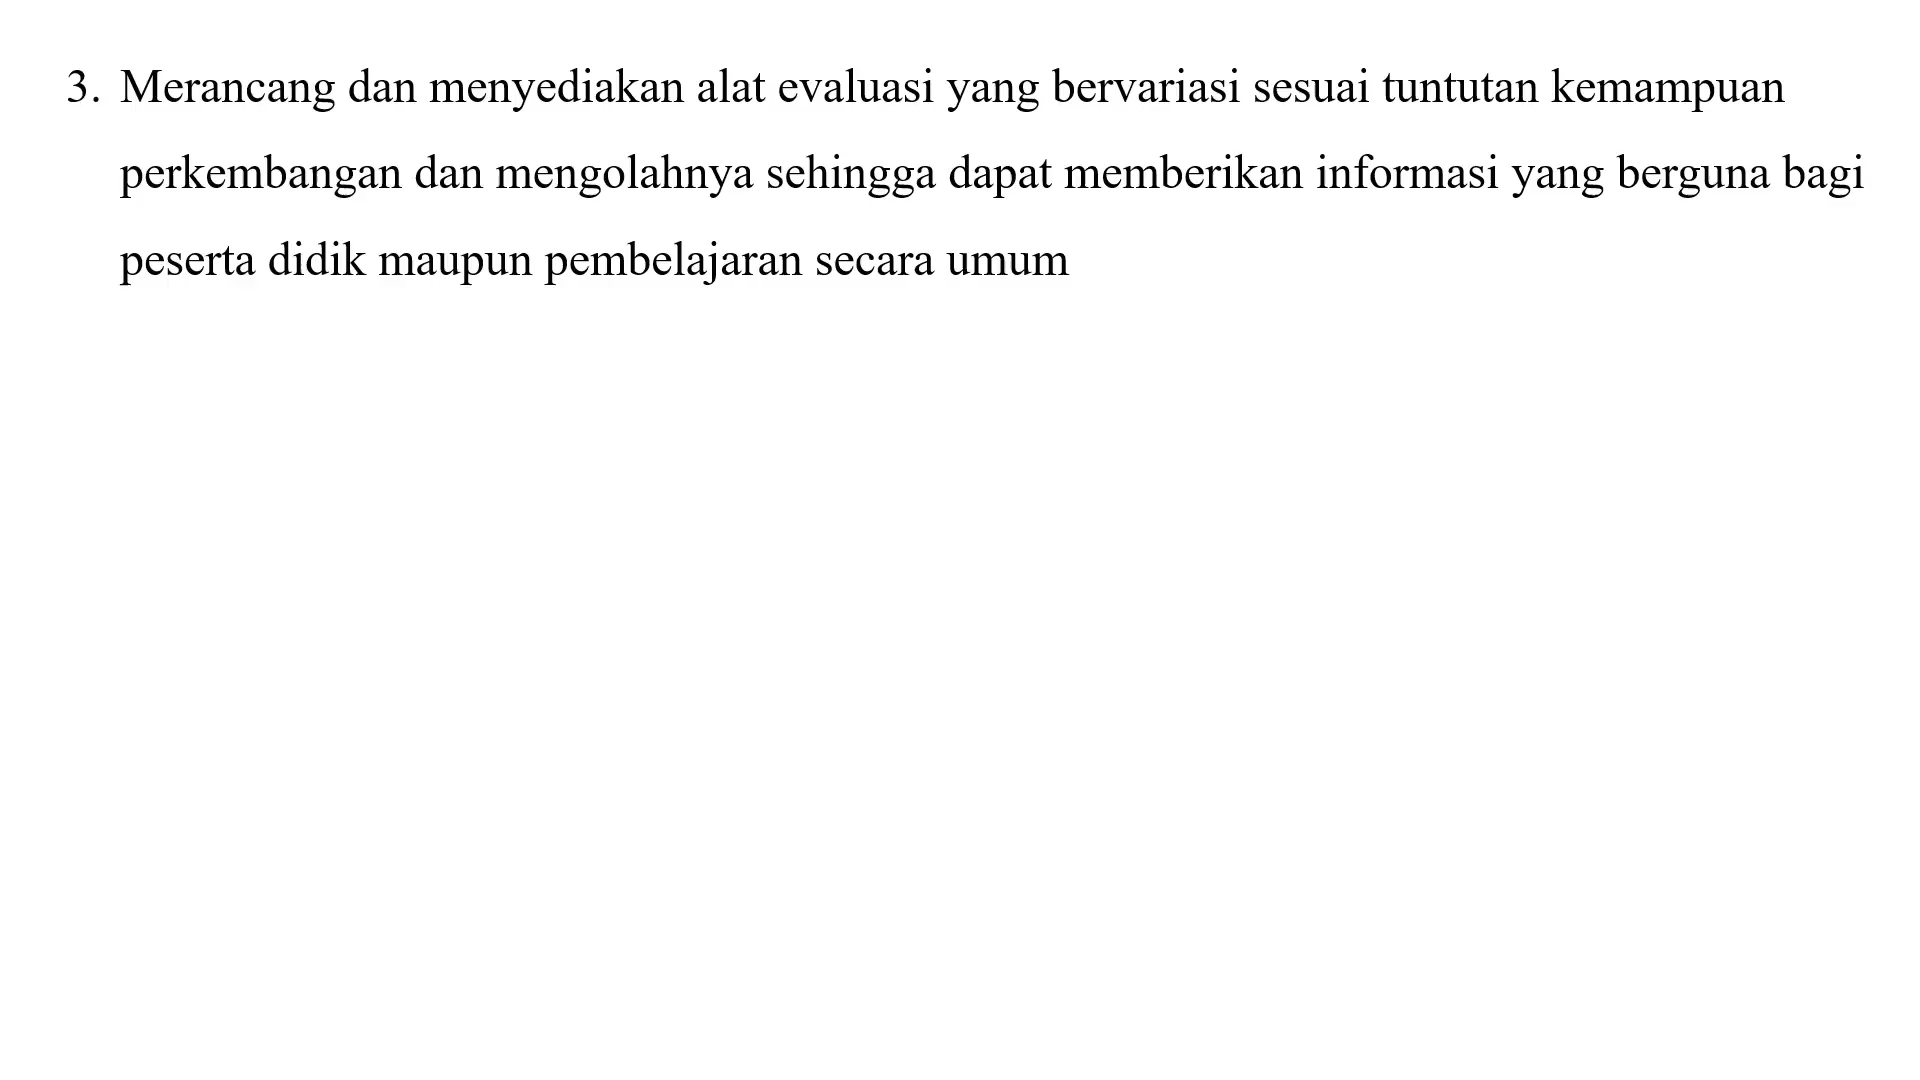 3. Merancang dan menyediakan alat evaluasi yang bervariasi sesuai tuntutan kemampuan
perkembangan dan mengolahnya sehingga dapat memberikan informasi yang berguna bagi
peserta didik maupun pembelajaran secara umum